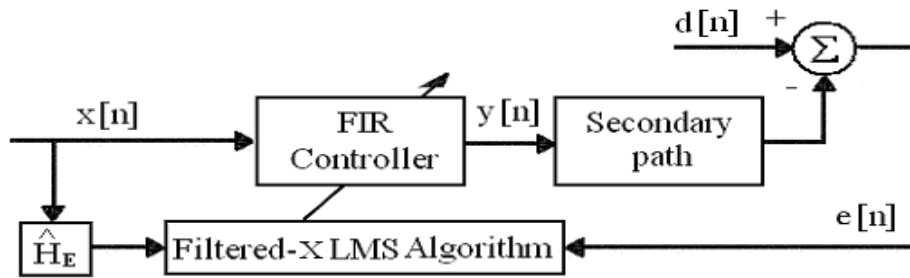 d[n]
+
Σ
-
x[n]
FIR
Controller
y[n]
Secondary
path
Ĥ_E
Filtered-X LMS Algorithm
e[n]